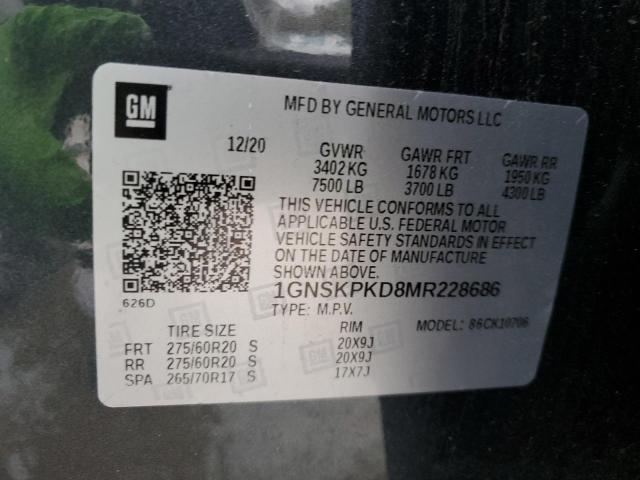 GM
MFD BY GENERAL MOTORS LLC
12/20 GVWR GAWR FRT GAWR RR
3402 KG 1678 KG 1950 KG
7500 LB 3700 LB 4300 LB
THIS VEHICLE CONFORMS TO ALL
APPLICABLE U.S. FEDERAL MOTOR
VEHICLE SAFETY STANDARDS IN EFFECT
ON THE DATE OF MANUFACTURE
SHOWN ABOVE.
626D
1GNSKPKD8MR228686
TYPE: M.P.V. MODEL: 86CK10706
TIRE SIZE RIM
FRT 275/60R20 S 20X9J
RR 275/60R20 S 20X9J
SPA 265/70R17 S 17X7J